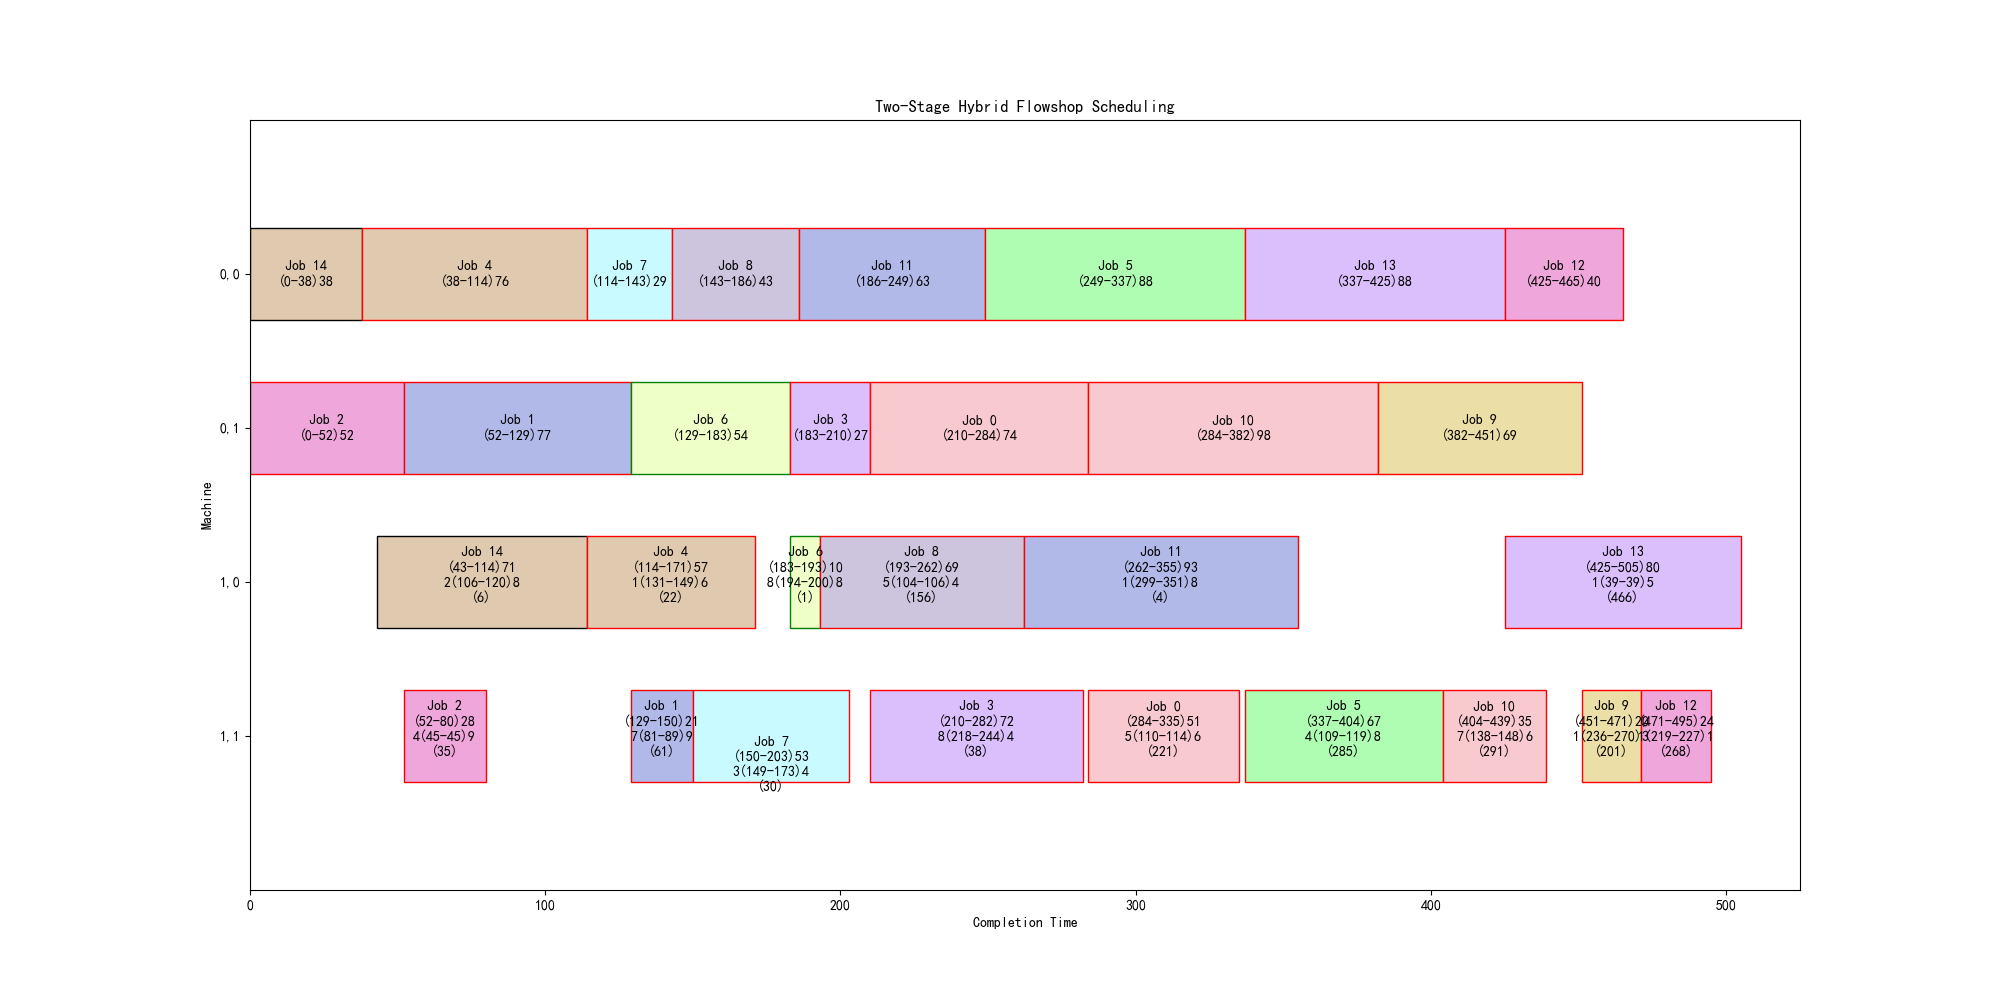 Two-Stage Hybrid Flowshop Scheduling
Machine
0,0
Job 14
(0-38)38
Job 4
(38-114)76
Job 7
(114-143)29
Job 8
(143-186)43
Job 11
(186-249)63
Job 5
(249-337)88
Job 13
(337-425)88
Job 12
(425-465)40
0,1
Job 2
(0-52)52
Job 1
(52-129)77
Job 6
(129-183)54
Job 3
(183-210)27
Job 0
(210-284)74
Job 10
(284-382)98
Job 9
(382-451)69
1,0
Job 14
(43-114)71
2(106-120)8
(6)
Job 4
(114-171)57
1(131-149)6
(22)
Job 6
(183-193)10
8(194-200)8
(1)
Job 8
(193-262)69
5(104-106)4
(156)
Job 11
(262-355)93
1(299-351)8
(4)
Job 13
(425-505)80
1(39-39)5
(466)
1,1
Job 2
(52-80)28
4(45-45)9
(35)
Job 1
(129-150)21
7(81-89)9
(61)
Job 7
(150-203)53
3(149-173)4
(30)
Job 3
(210-282)72
8(218-244)4
(38)
Job 0
(284-335)51
5(110-114)6
(221)
Job 5
(337-404)67
4(109-119)8
(285)
Job 10
(404-439)35
7(138-148)6
(291)
Job 9
(451-471)20
1(236-270)3
(201)
Job 12
(471-495)24
(219-227)1
(268)
0
100
200
300
400
500
Completion Time